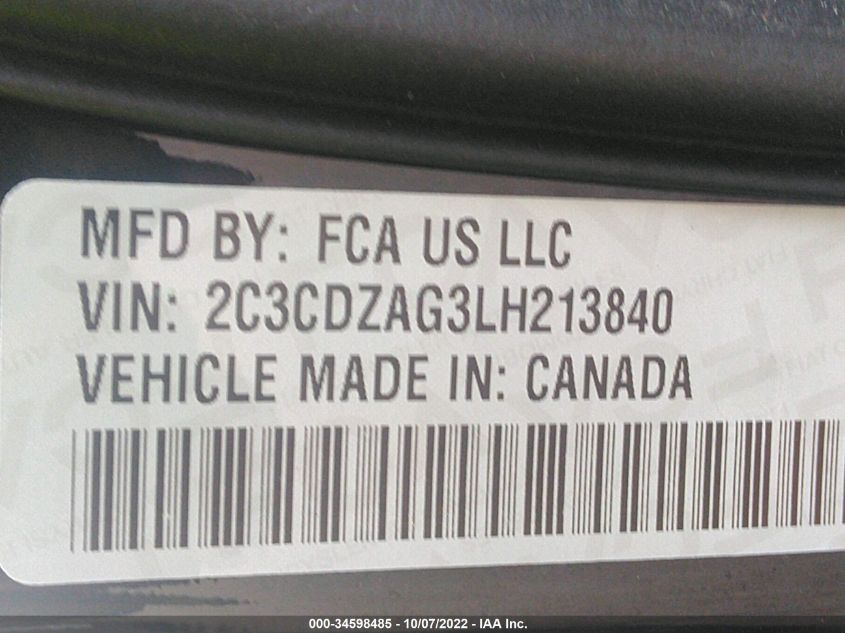 MFD BY: FCA US LLC
VIN: 2C3CDZAG3LH213840
VEHICLE MADE IN: CANADA
000-34598485 - 10/07/2022 - IAA Inc.